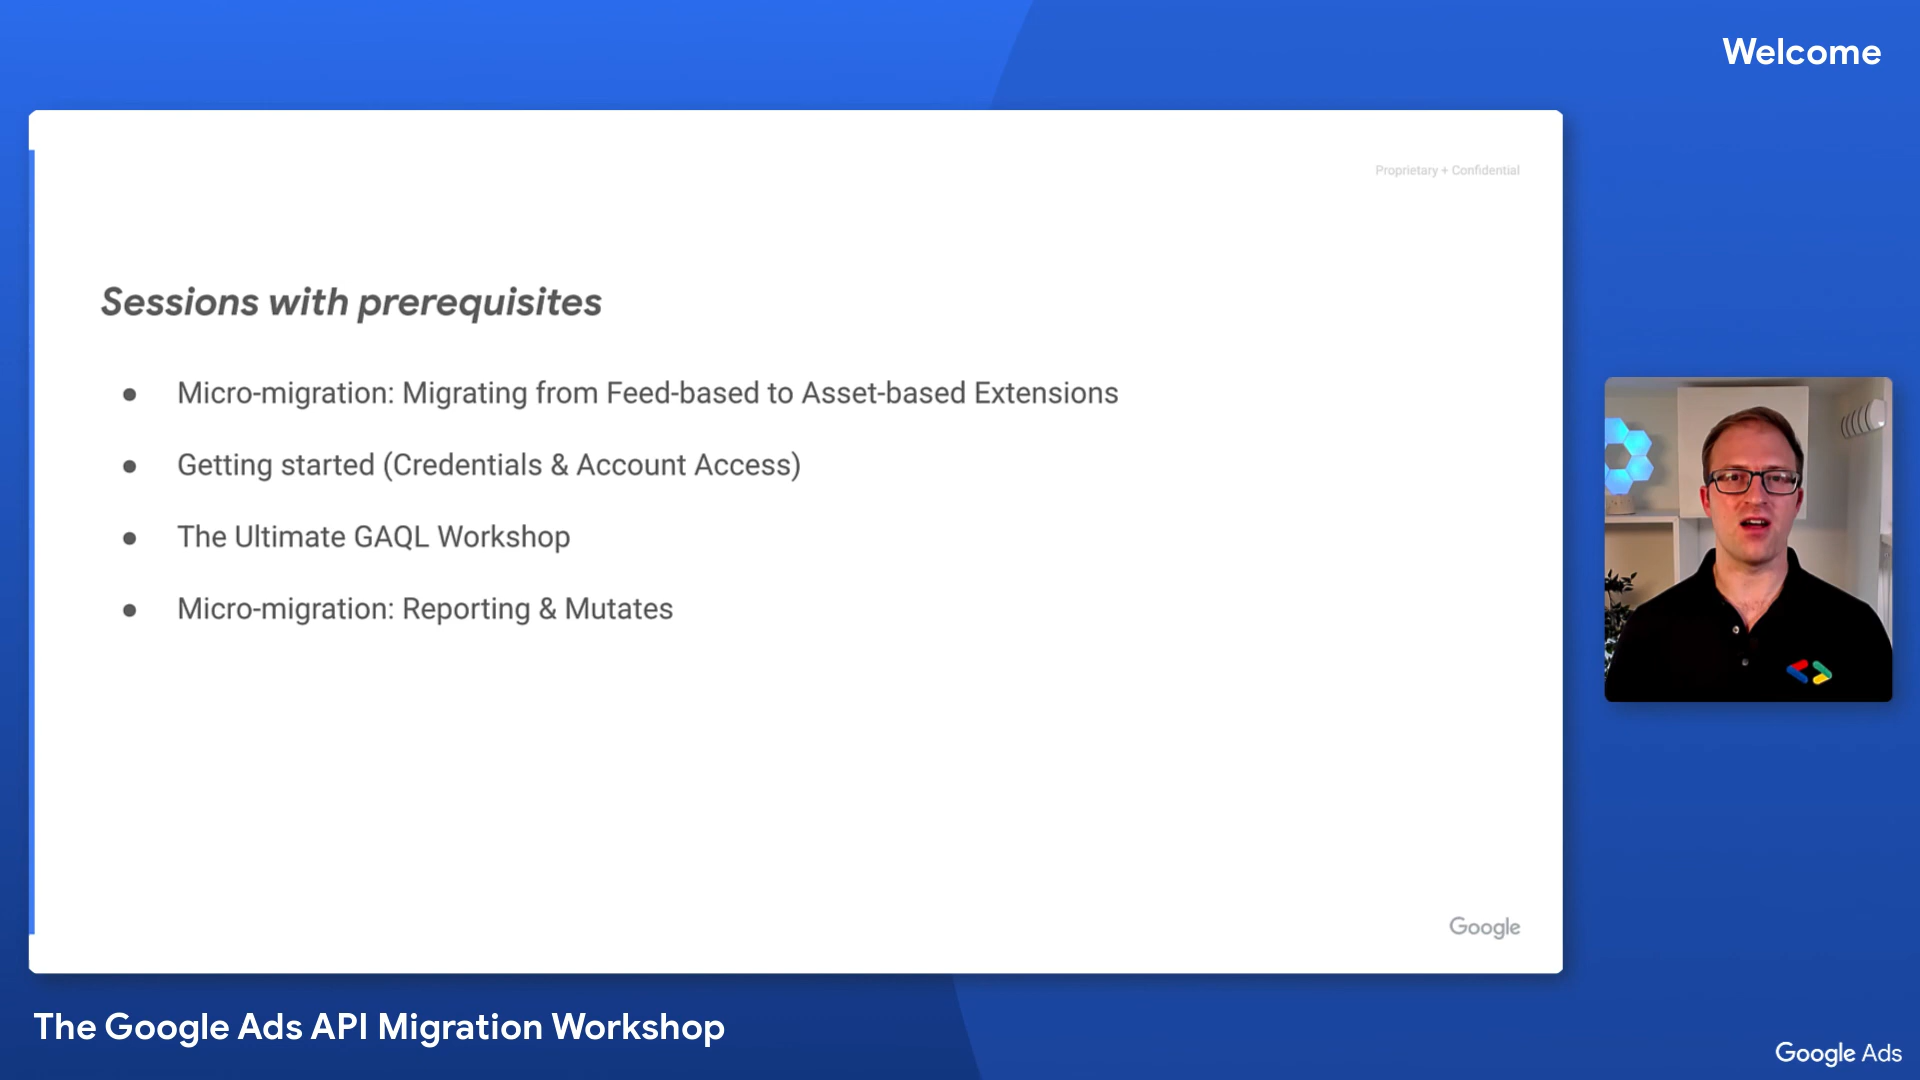 Welcome
Proprietary + Confidential
Sessions with prerequisites
● Micro-migration: Migrating from Feed-based to Asset-based Extensions
● Getting started (Credentials & Account Access)
● The Ultimate GAQL Workshop
● Micro-migration: Reporting & Mutates
Google
The Google Ads API Migration Workshop
Google Ads